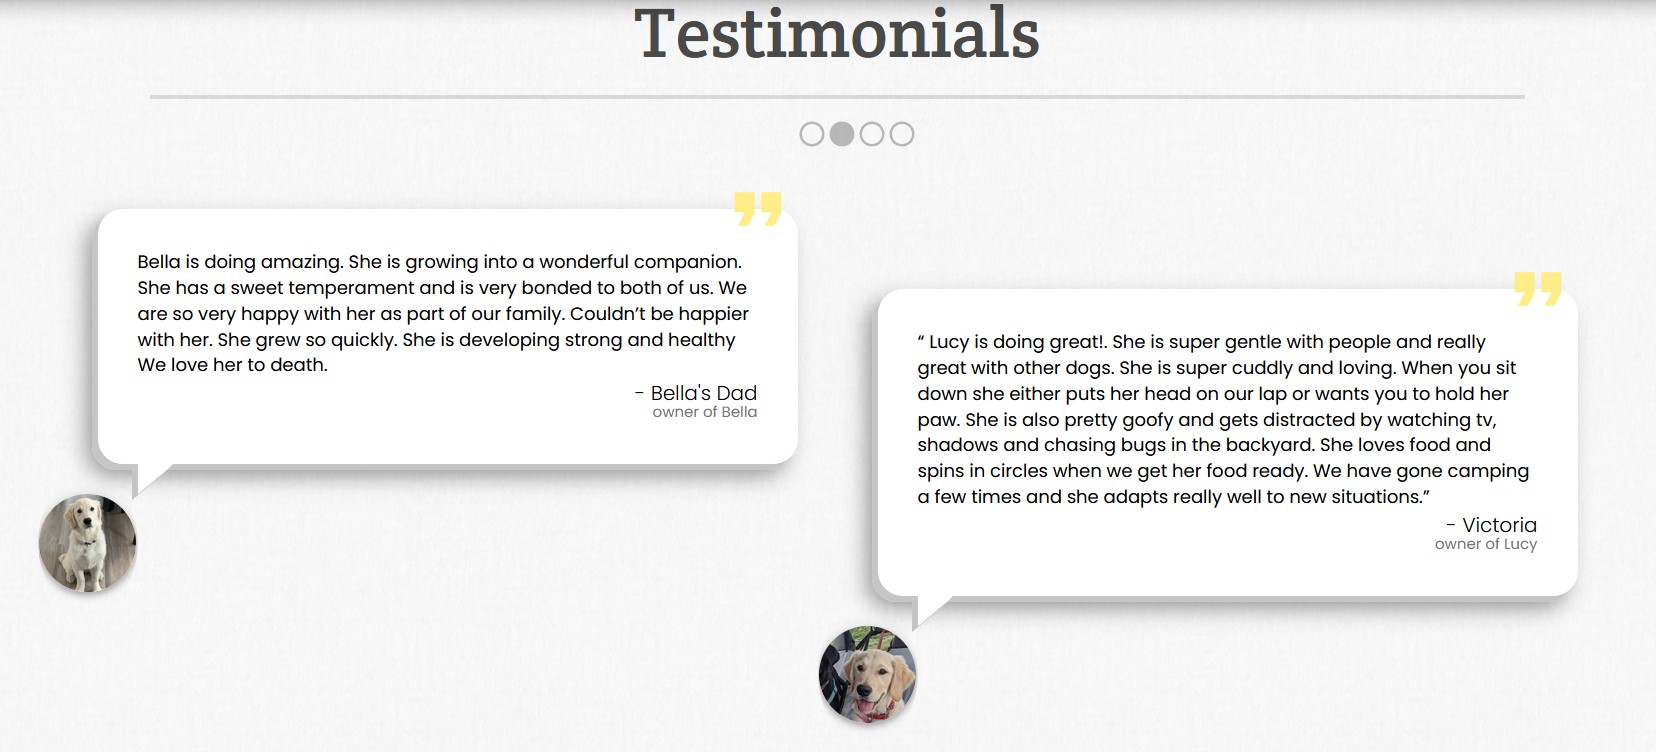 Testimonials
”
Bella is doing amazing. She is growing into a wonderful companion.
She has a sweet temperament and is very bonded to both of us. We
are so very happy with her as part of our family. Couldn’t be happier
with her. She grew so quickly. She is developing strong and healthy
We love her to death.
- Bella's Dad
owner of Bella
”
“ Lucy is doing great!. She is super gentle with people and really
great with other dogs. She is super cuddly and loving. When you sit
down she either puts her head on our lap or wants you to hold her
paw. She is also pretty goofy and gets distracted by watching tv,
shadows and chasing bugs in the backyard. She loves food and
spins in circles when we get her food ready. We have gone camping
a few times and she adapts really well to new situations.”
- Victoria
owner of Lucy